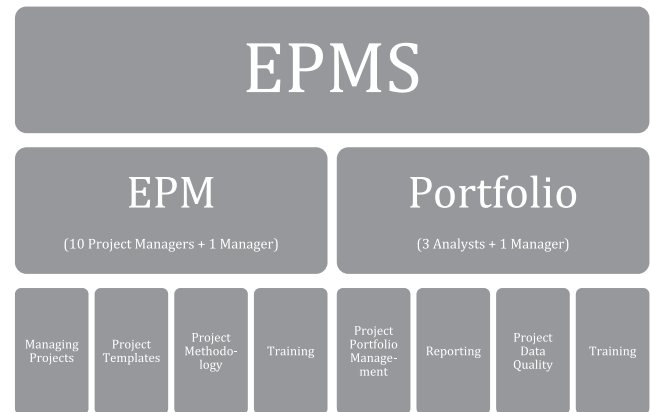 EPMS
EPM
(10 Project Managers + 1 Manager)
Portfolio
(3 Analysts + 1 Manager)
Managing
Projects
Project
Templates
Project
Methodo-
logy
Training
Project
Portfolio
Manage-
ment
Reporting
Project
Data
Quality
Training